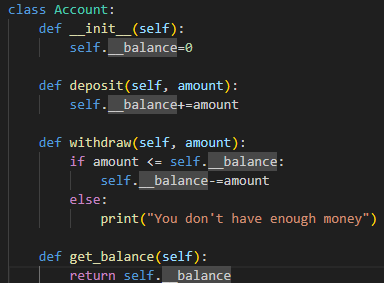 class Account:
    def __init__(self):
        self.__balance=0

    def deposit(self, amount):
        self.__balance+=amount

    def withdraw(self, amount):
        if amount <= self.__balance:
            self.__balance-=amount
        else:
            print("You don't have enough money")

    def get_balance(self):
        return self.__balance